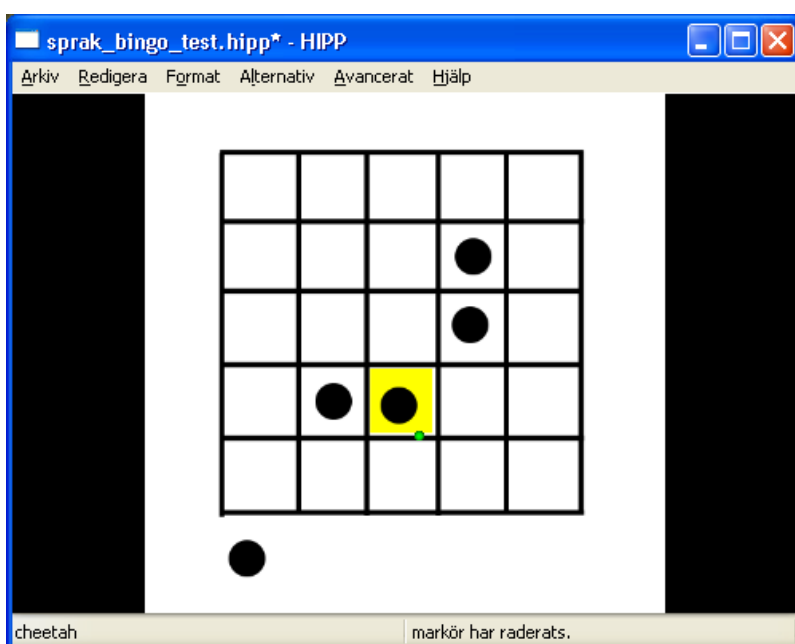 sprak_bingo_test.hipp* - HIPP
Arkiv Redigera Format Alternativ Avancerat Hjälp
cheetah markör har raderats.